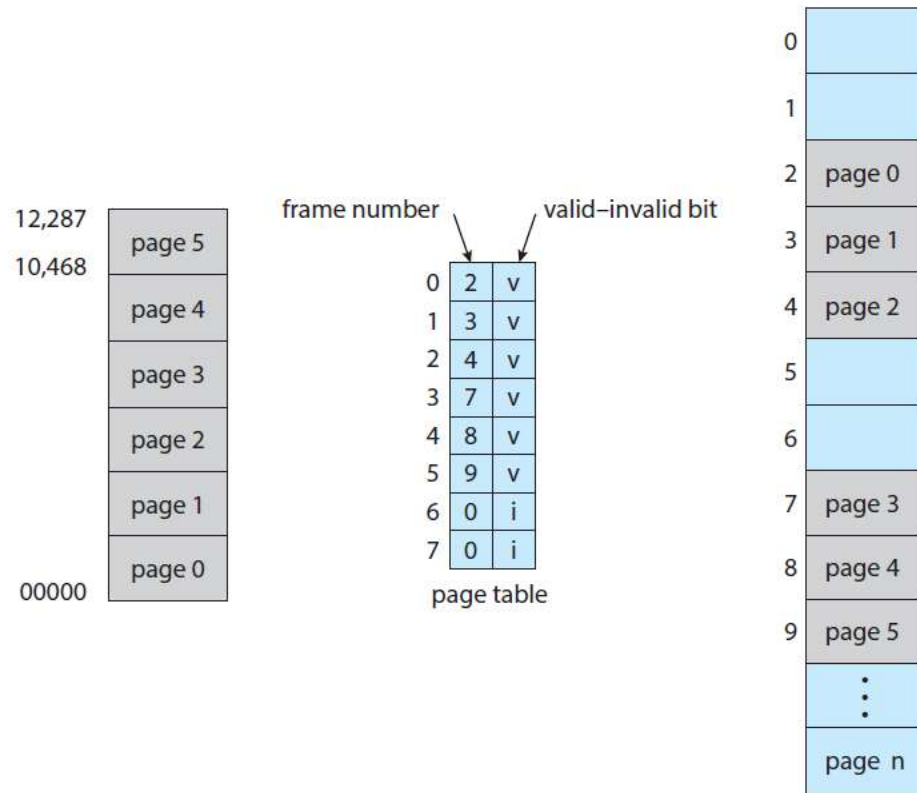 12,287
page 5
10,468
page 4
page 3
page 2
page 1
page 0
00000
frame number
valid–invalid bit
0 2 v
1 3 v
2 4 v
3 7 v
4 8 v
5 9 v
6 0 i
7 0 i
page table
0
1
2 page 0
3 page 1
4 page 2
5
6
7 page 3
8 page 4
9 page 5
page n